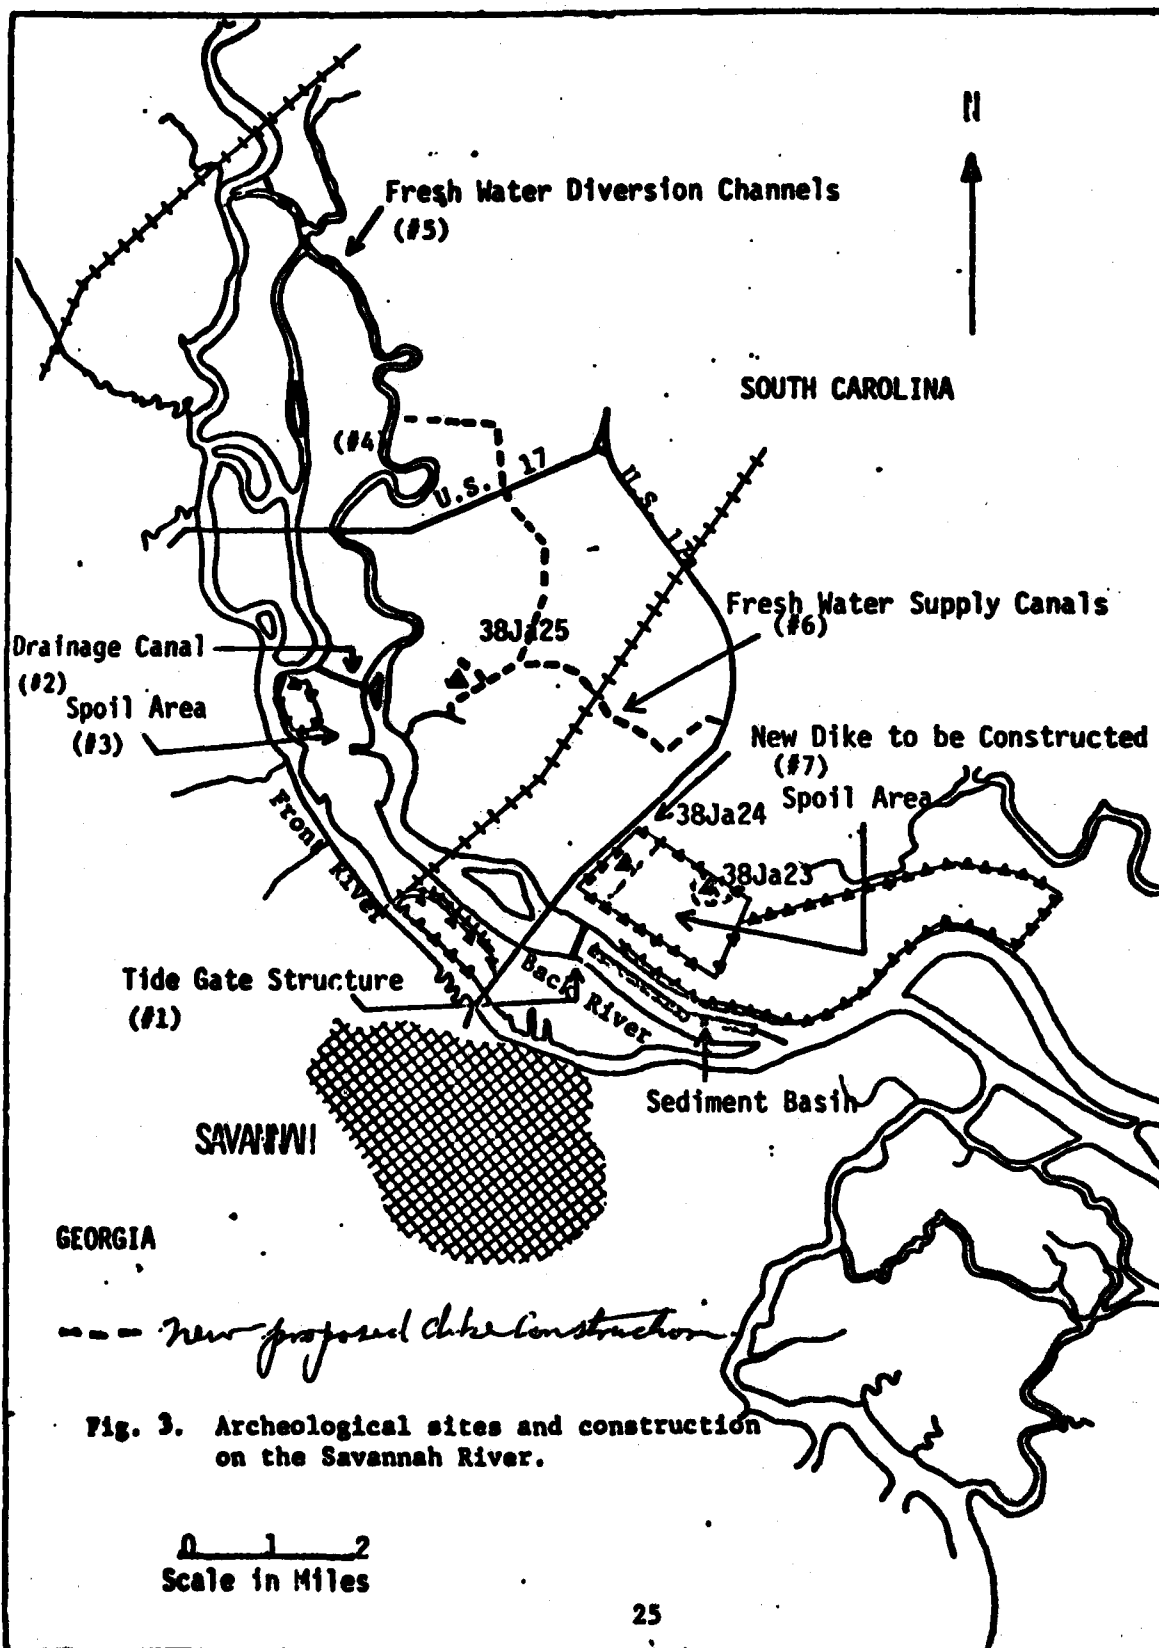 N
Fresh Water Diversion Channels
(#5)
SOUTH CAROLINA
(#4)
U.S. 17
U.S. 17
Fresh Water Supply Canals
(#6)
38Ja25
Drainage Canal
(#2)
Spoil Area
(#3)
New Dike to be Constructed
(#7)
Spoil Area
38Ja24
38Ja23
Front River
Tide Gate Structure
(#1)
Back River
Sediment Basin
SAVANNAH
GEORGIA
--- new proposed dike construction
Fig. 3. Archeological sites and construction
on the Savannah River.
0 1 2
Scale in Miles
25